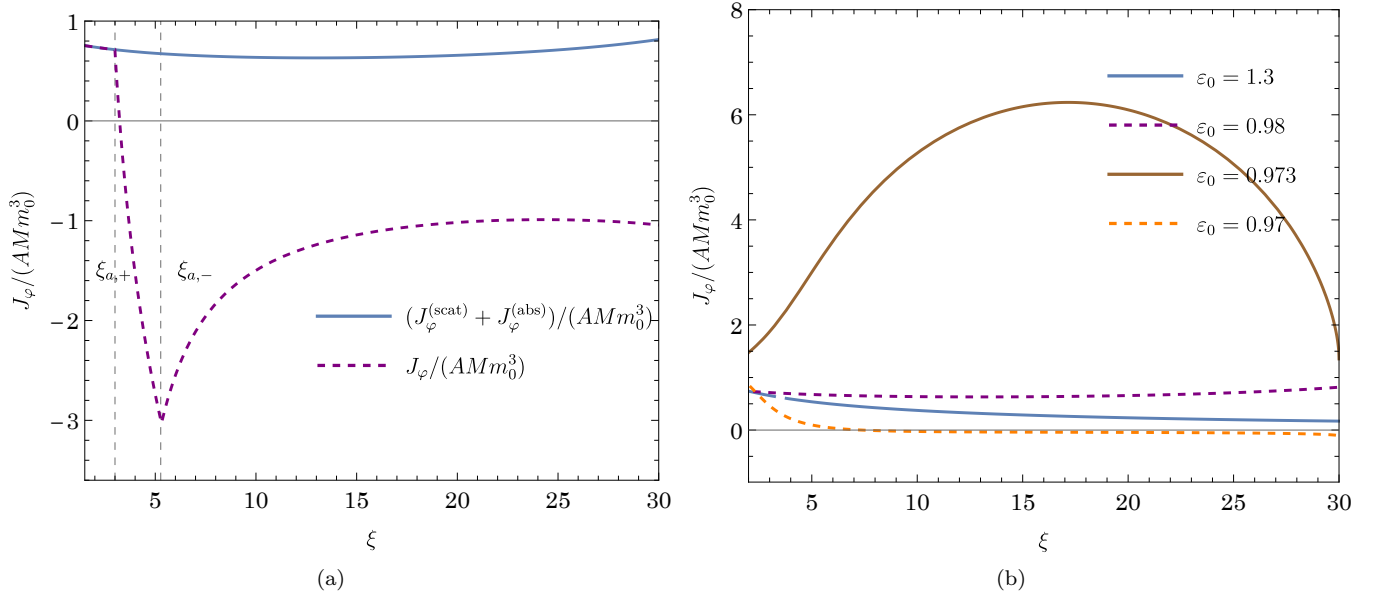 1
0
−1
−2
−3
5
10
15
20
25
30
J_φ/(AMm_0^3)
ξ
ξ_{a,+}
ξ_{a,−}
(J_φ^{(scat)} + J_φ^{(abs)})/(AMm_0^3)
J_φ/(AMm_0^3)
(a)
8
6
4
2
0
5
10
15
20
25
30
J_φ/(AMm_0^3)
ξ
ε_0 = 1.3
ε_0 = 0.98
ε_0 = 0.973
ε_0 = 0.97
(b)